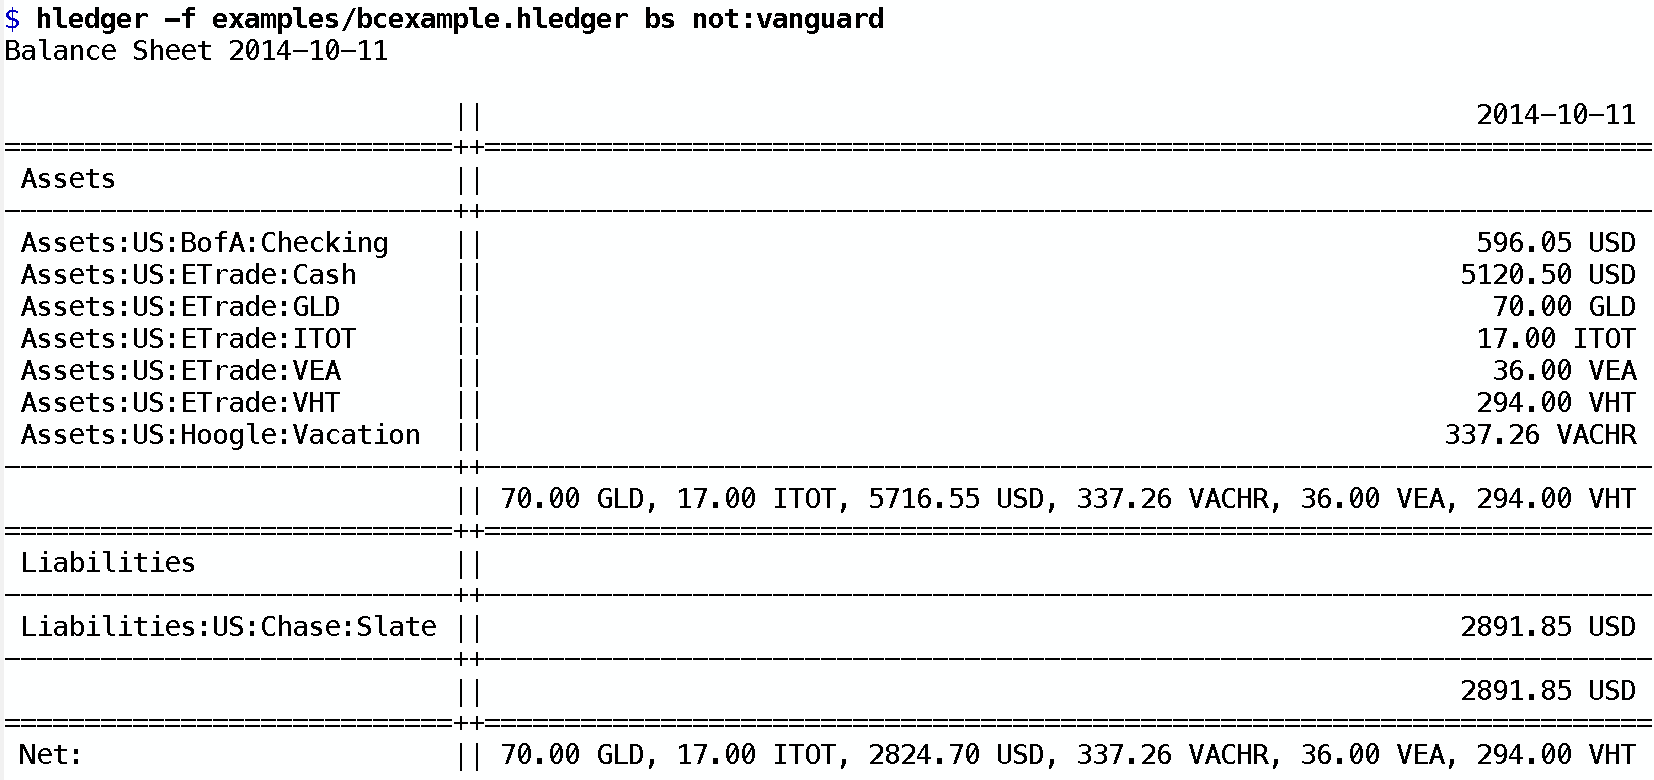 $ hledger -f examples/bcexample.hledger bs not:vanguard
Balance Sheet 2014-10-11

                            ||                                                               2014-10-11
============================++=========================================================================
 Assets                     ||
----------------------------++-------------------------------------------------------------------------
 Assets:US:BofA:Checking    ||                                                               596.05 USD
 Assets:US:ETrade:Cash      ||                                                              5120.50 USD
 Assets:US:ETrade:GLD       ||                                                                70.00 GLD
 Assets:US:ETrade:ITOT      ||                                                               17.00 ITOT
 Assets:US:ETrade:VEA       ||                                                                36.00 VEA
 Assets:US:ETrade:VHT       ||                                                               294.00 VHT
 Assets:US:Hoogle:Vacation  ||                                                             337.26 VACHR
----------------------------++-------------------------------------------------------------------------
                            || 70.00 GLD, 17.00 ITOT, 5716.55 USD, 337.26 VACHR, 36.00 VEA, 294.00 VHT
============================++=========================================================================
 Liabilities                ||
----------------------------++-------------------------------------------------------------------------
 Liabilities:US:Chase:Slate ||                                                              2891.85 USD
----------------------------++-------------------------------------------------------------------------
                            ||                                                              2891.85 USD
============================++=========================================================================
 Net:                       || 70.00 GLD, 17.00 ITOT, 2824.70 USD, 337.26 VACHR, 36.00 VEA, 294.00 VHT